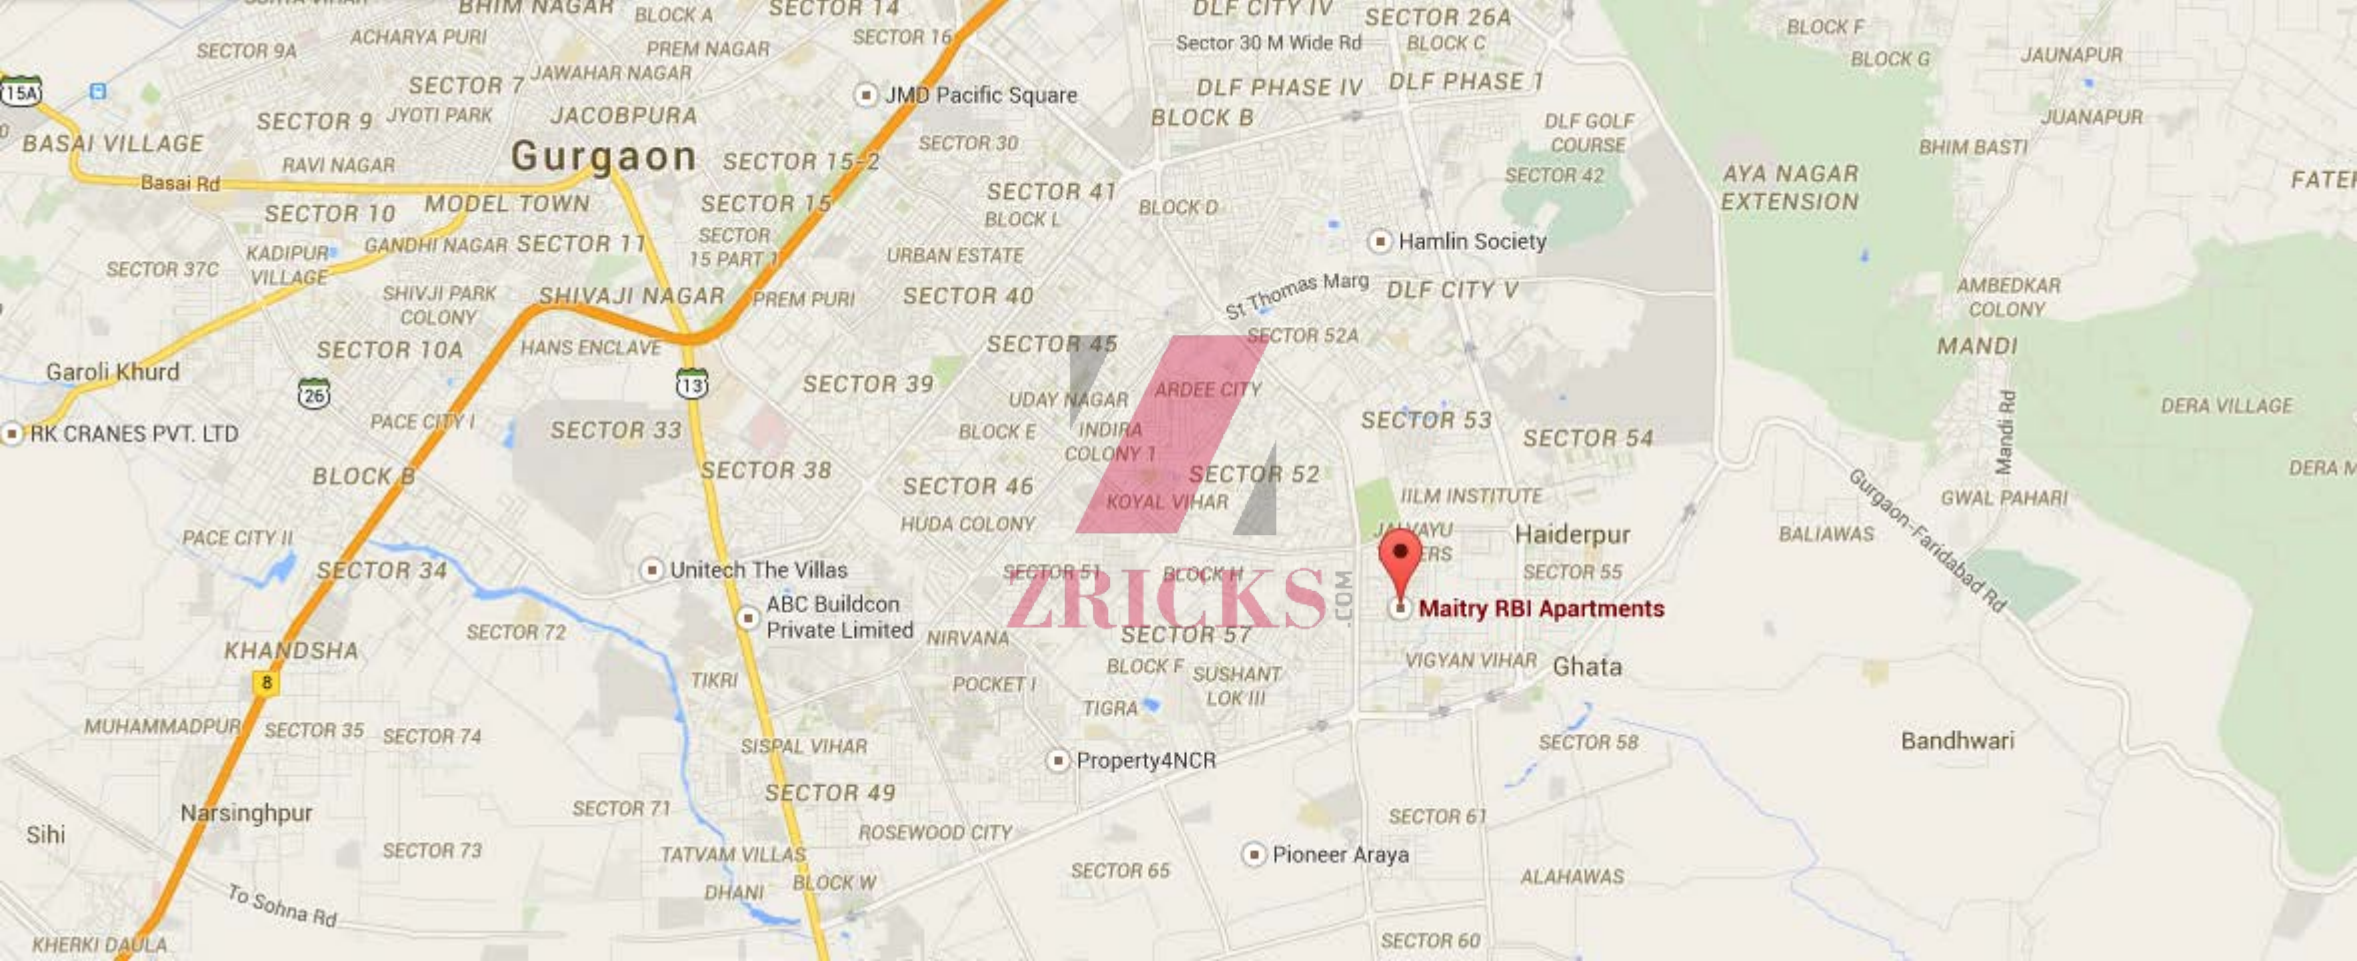 BHIM NAGAR
BLOCK A
SECTOR 14
DLF CITY IV
SECTOR 26A
BLOCK F
SECTOR 9A
ACHARYA PURI
PREM NAGAR
SECTOR 16
Sector 30 M Wide Rd
BLOCK C
BLOCK G
JAUNAPUR
15A
SECTOR 7
JAWAHAR NAGAR
JMD Pacific Square
DLF PHASE IV
DLF PHASE 1
SECTOR 9
JYOTI PARK
JACOBPURA
BLOCK B
DLF GOLF
COURSE
JUANAPUR
BASAI VILLAGE
RAVI NAGAR
Gurgaon
SECTOR 15-2
SECTOR 30
SECTOR 42
AYA NAGAR
EXTENSION
BHIM BASTI
FATE
Basai Rd
SECTOR 10
MODEL TOWN
SECTOR 15
SECTOR 41
BLOCK L
BLOCK D
KADIPUR
VILLAGE
GANDHI NAGAR
SECTOR 11
SECTOR
15 PART 1
URBAN ESTATE
Hamlin Society
SECTOR 37C
SHIVJI PARK
COLONY
SHIVAJI NAGAR
PREM PURI
SECTOR 40
St Thomas Marg
DLF CITY V
AMBEDKAR
COLONY
SECTOR 10A
HANS ENCLAVE
SECTOR 45
SECTOR 52A
MANDI
Garoli Khurd
26
13
SECTOR 39
UDAY NAGAR
ARDEE CITY
Mandi Rd
DERA VILLAGE
RK CRANES PVT. LTD
PACE CITY I
SECTOR 33
BLOCK E
INDIRA
COLONY 1
SECTOR 53
SECTOR 54
BLOCK B
SECTOR 38
SECTOR 46
SECTOR 52
KOYAL VIHAR
IILM INSTITUTE
GWAL PAHARI
DERA M
PACE CITY II
HUDA COLONY
Haiderpur
BALIAWAS
Gurgaon-Faridabad Rd
SECTOR 34
Unitech The Villas
SECTOR 51
BLOCK H
SECTOR 55
ZRICKS
.COM
ABC Buildcon
Private Limited
Maitry RBI Apartments
SECTOR 72
NIRVANA
SECTOR 57
KHANDSHA
8
TIKRI
POCKET I
BLOCK F
SUSHANT
LOK III
VIGYAN VIHAR
Ghata
MUHAMMADPUR
SECTOR 35
SECTOR 74
TIGRA
SISPAL VIHAR
Property4NCR
SECTOR 58
Bandhwari
Narsinghpur
SECTOR 71
SECTOR 49
SECTOR 61
Sihi
SECTOR 73
ROSEWOOD CITY
TATVAM VILLAS
Pioneer Araya
DHANI
BLOCK W
SECTOR 65
ALAHAWAS
To Sohna Rd
KHERKI DAULA
SECTOR 60